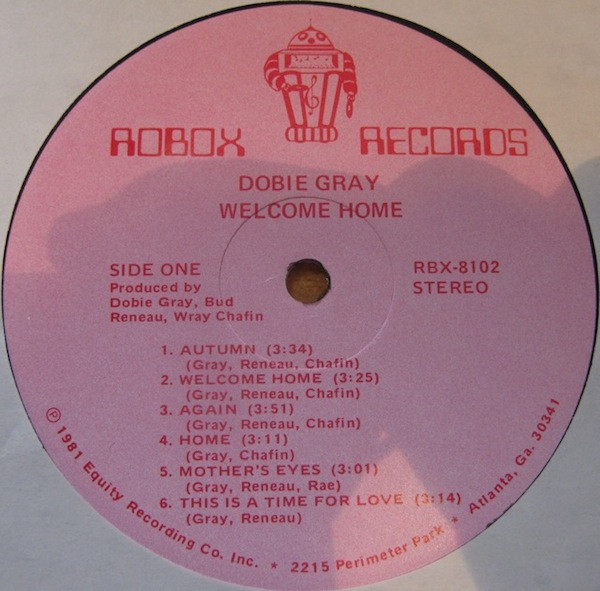 ROBOX RECORDS
DOBIE GRAY
WELCOME HOME
SIDE ONE
Produced by
Dobie Gray, Bud
Reneau, Wray Chafin
RBX-8102
STEREO
1. AUTUMN (3:34)
(Gray, Reneau, Chafin)
2. WELCOME HOME (3:25)
(Gray, Reneau, Chafin)
3. AGAIN (3:51)
(Gray, Reneau, Chafin)
4. HOME (3:11)
(Gray, Chafin)
5. MOTHER'S EYES (3:01)
(Gray, Reneau, Rae)
6. THIS IS A TIME FOR LOVE (3:14)
(Gray, Reneau)
℗ 1981 Equity Recording Co. Inc. * 2215 Perimeter Park * Atlanta, Ga. 30341